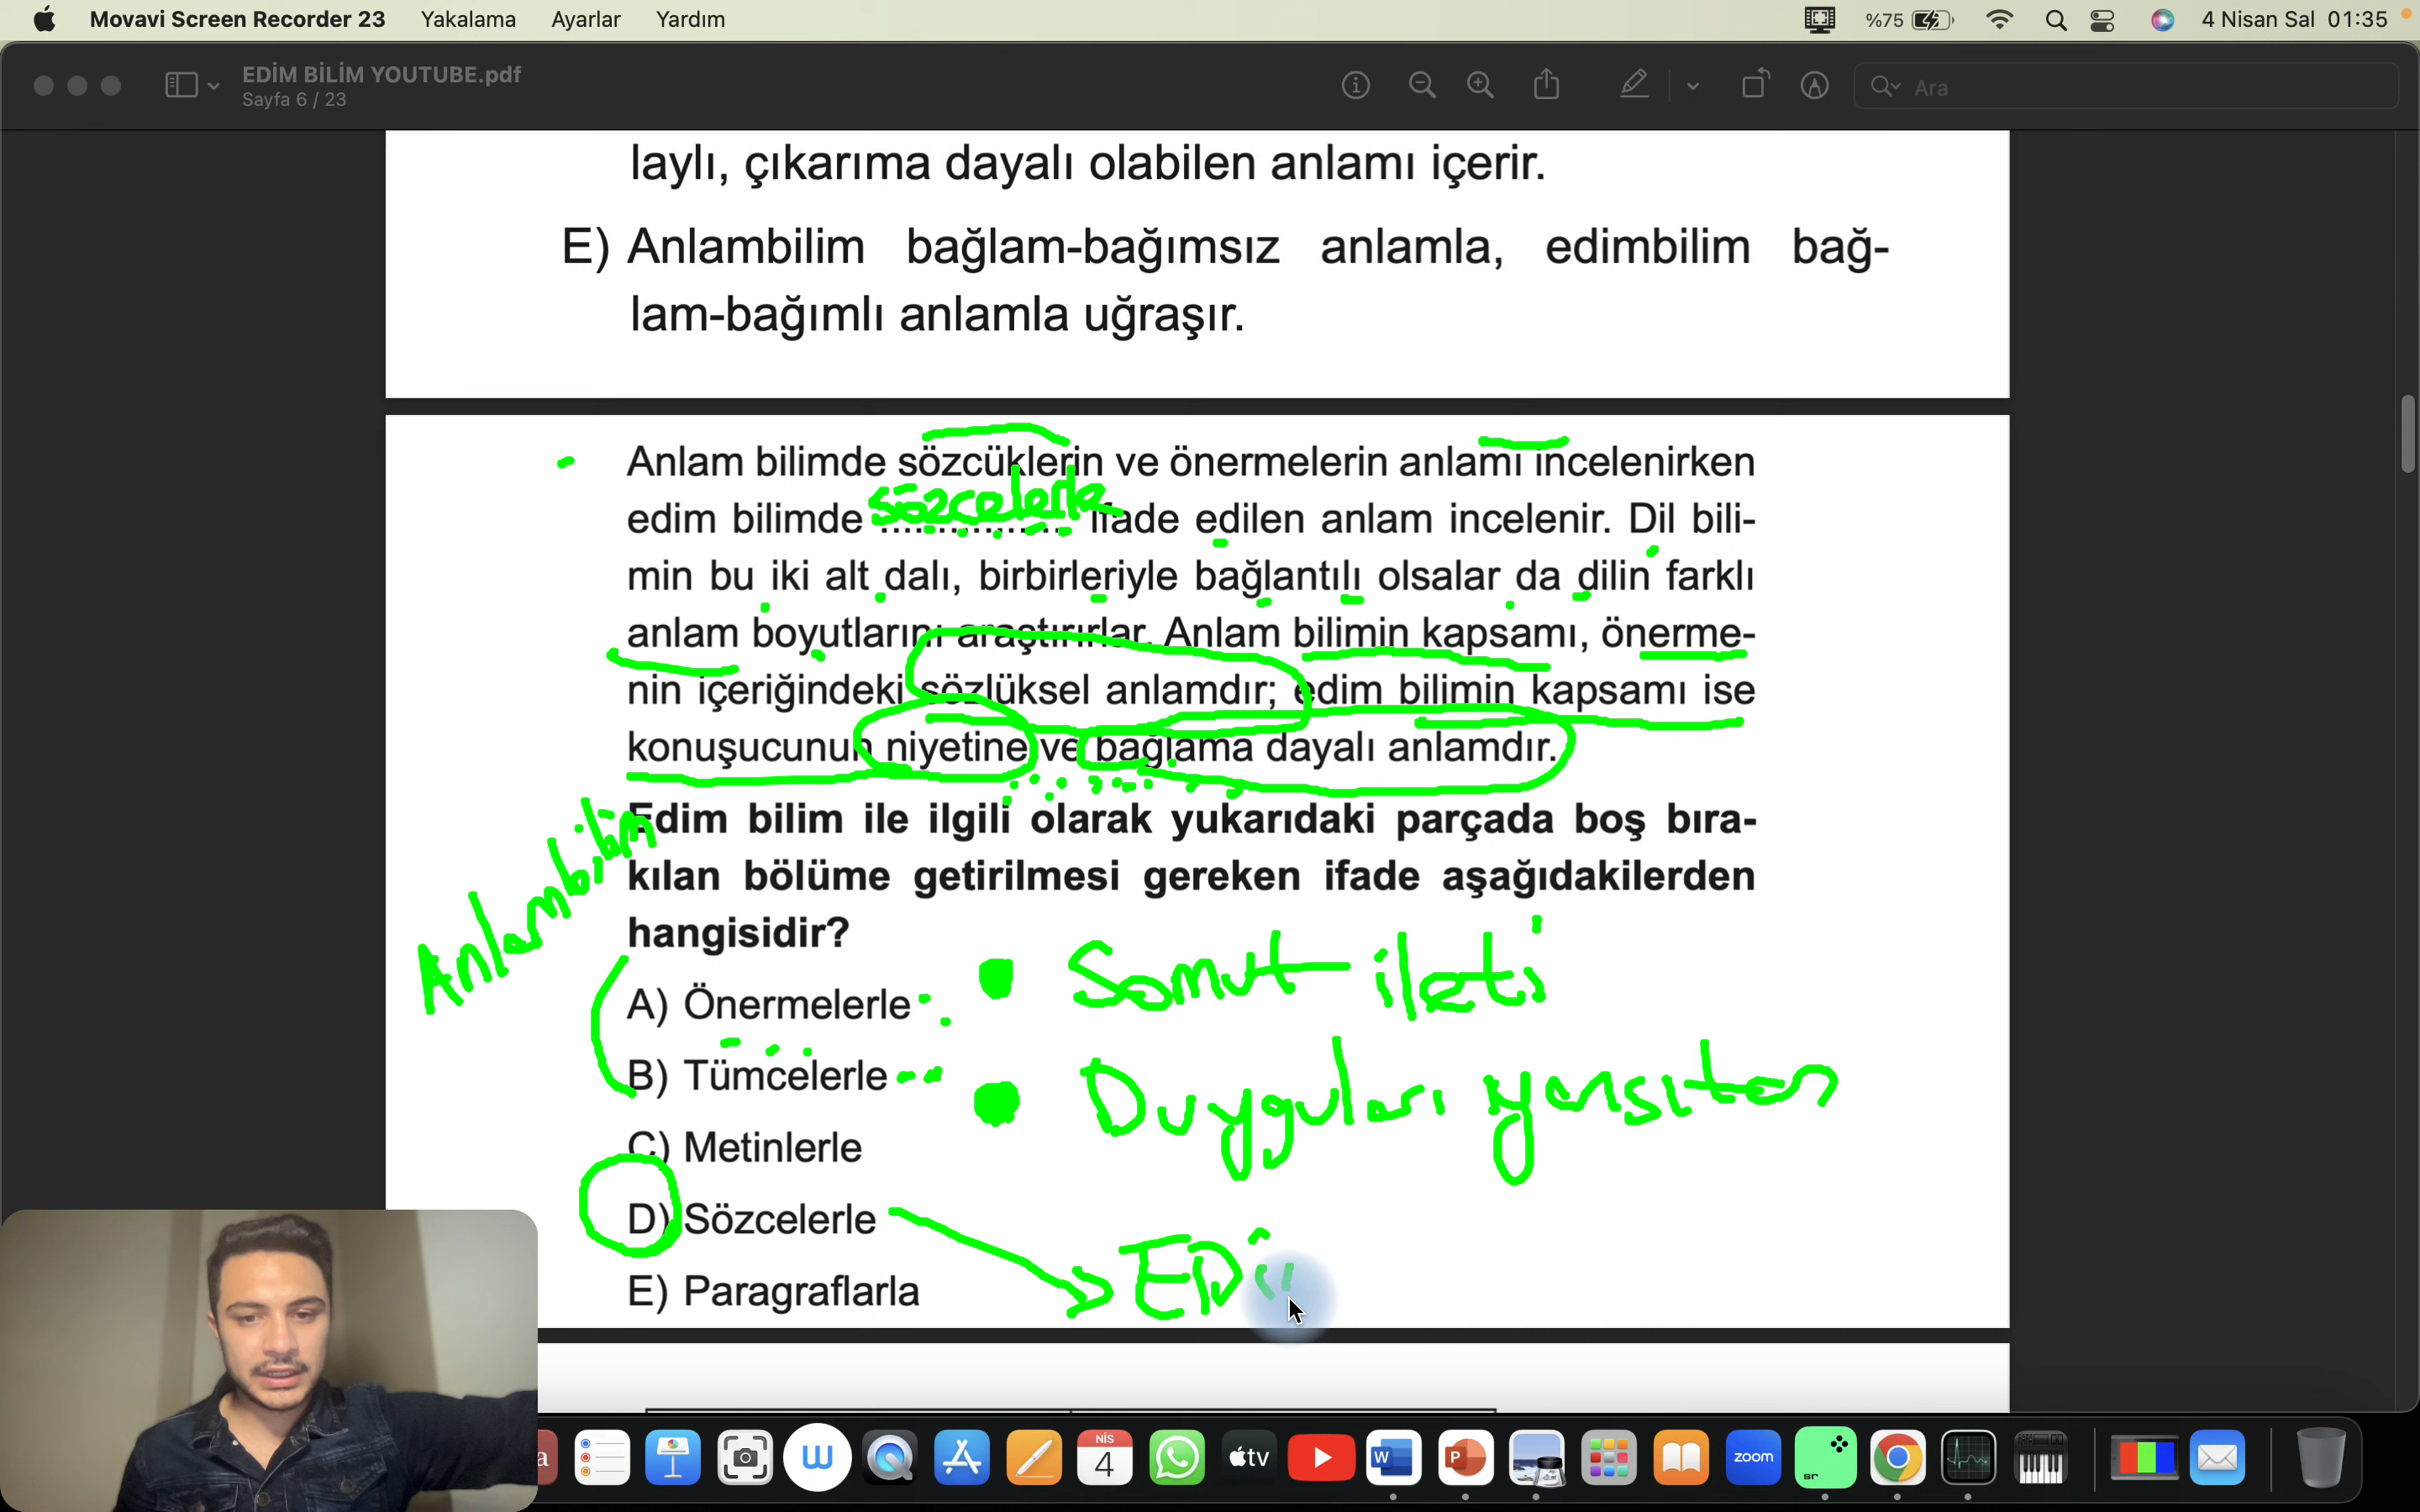 Movavi Screen Recorder 23 Yakalama Ayarlar Yardım %75 4 Nisan Sal 01:35
EDİM BİLİM YOUTUBE.pdf
Sayfa 6 / 23
Ara
laylı, çıkarıma dayalı olabilen anlamı içerir.
E) Anlambilim bağlam-bağımsız anlamla, edimbilim bağ-
lam-bağımlı anlamla uğraşır.
Anlam bilimde sözcüklerin ve önermelerin anlamı incelenirken
sözcelerle
edim bilimde .................. ifade edilen anlam incelenir. Dil bili-
min bu iki alt dalı, birbirleriyle bağlantılı olsalar da dilin farklı
anlam boyutlarını araştırırlar. Anlam bilimin kapsamı, önerme-
nin içeriğindeki sözlüksel anlamdır; edim bilimin kapsamı ise
konuşucunun niyetine ve bağlama dayalı anlamdır.
Edim bilim ile ilgili olarak yukarıdaki parçada boş bıra-
kılan bölüme getirilmesi gereken ifade aşağıdakilerden
hangisidir?
Anlambilim
A) Önermelerle
Somut ileti
B) Tümcelerle
Duyguları yansıtan
C) Metinlerle
D) Sözcelerle
EDİ
E) Paragraflarla
a
NİS
4
tv
W
P
zoom
sr